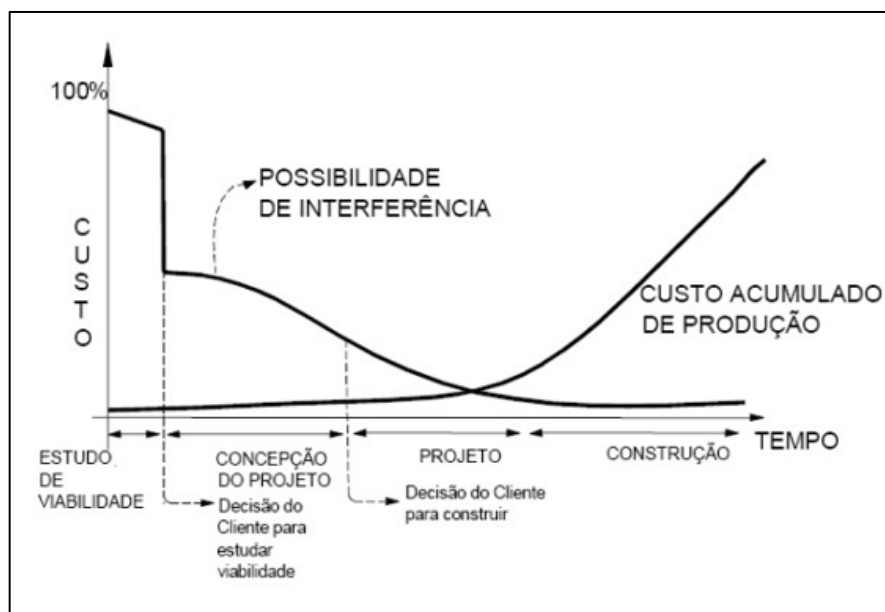 100%
CUSTO
POSSIBILIDADE
DE INTERFERÊNCIA
CUSTO ACUMULADO
DE PRODUÇÃO
TEMPO
ESTUDO
DE
VIABILIDADE
CONCEPÇÃO
DO PROJETO
PROJETO
CONSTRUÇÃO
Decisão do
Cliente para
estudar
viabilidade
Decisão do Cliente
para construir